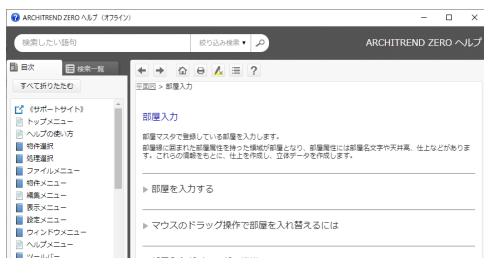 ARCHITREND ZERO ヘルプ (オフライン)
検索したい語句
絞り込み検索 ▾
ARCHITREND ZERO ヘルプ
目次
検索一覧
すべて折りたたむ
《サポートサイト》
トップメニュー
ヘルプの使い方
物件選択
処理選択
ファイルメニュー
物件メニュー
編集メニュー
表示メニュー
設定メニュー
ウィンドウメニュー
ヘルプメニュー
ツールバー
平面図 > 部屋入力
部屋入力
部屋マスタで登録している部屋を入力します。
部屋線に囲まれた部屋属性を持った領域が部屋となり、部屋属性には部屋名文字や天井高、仕上などがありま
す。これらの情報をもとに、仕上を作成し、立体データを作成します。
部屋を入力する
マウスのドラッグ操作で部屋を入れ替えるには